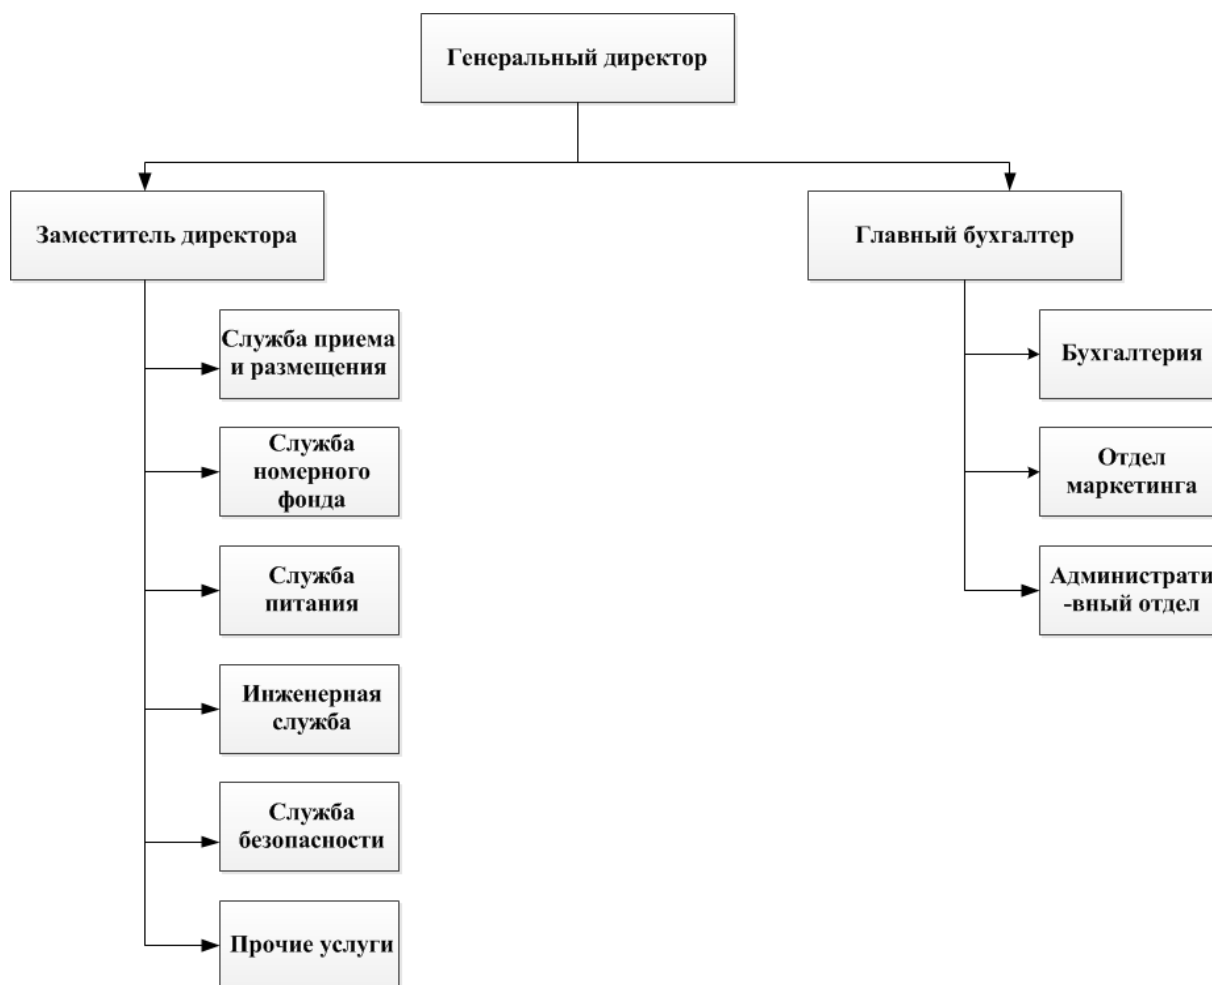 Генеральный директор
Заместитель директора
Главный бухгалтер
Служба приема
и размещения
Служба
номерного
фонда
Служба
питания
Инженерная
служба
Служба
безопасности
Прочие услуги
Бухгалтерия
Отдел
маркетинга
Администрати
-вный отдел